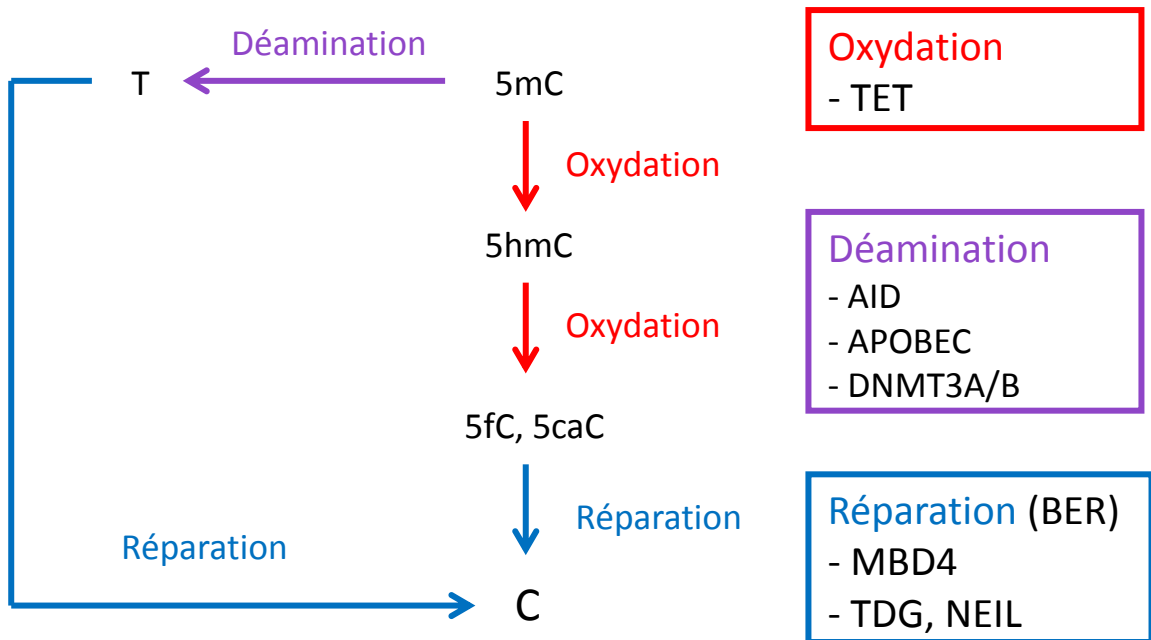 Déamination
T
5mC
Oxydation
5hmC
Oxydation
5fC, 5caC
Réparation
Réparation
C
Oxydation
- TET
Déamination
- AID
- APOBEC
- DNMT3A/B
Réparation (BER)
- MBD4
- TDG, NEIL